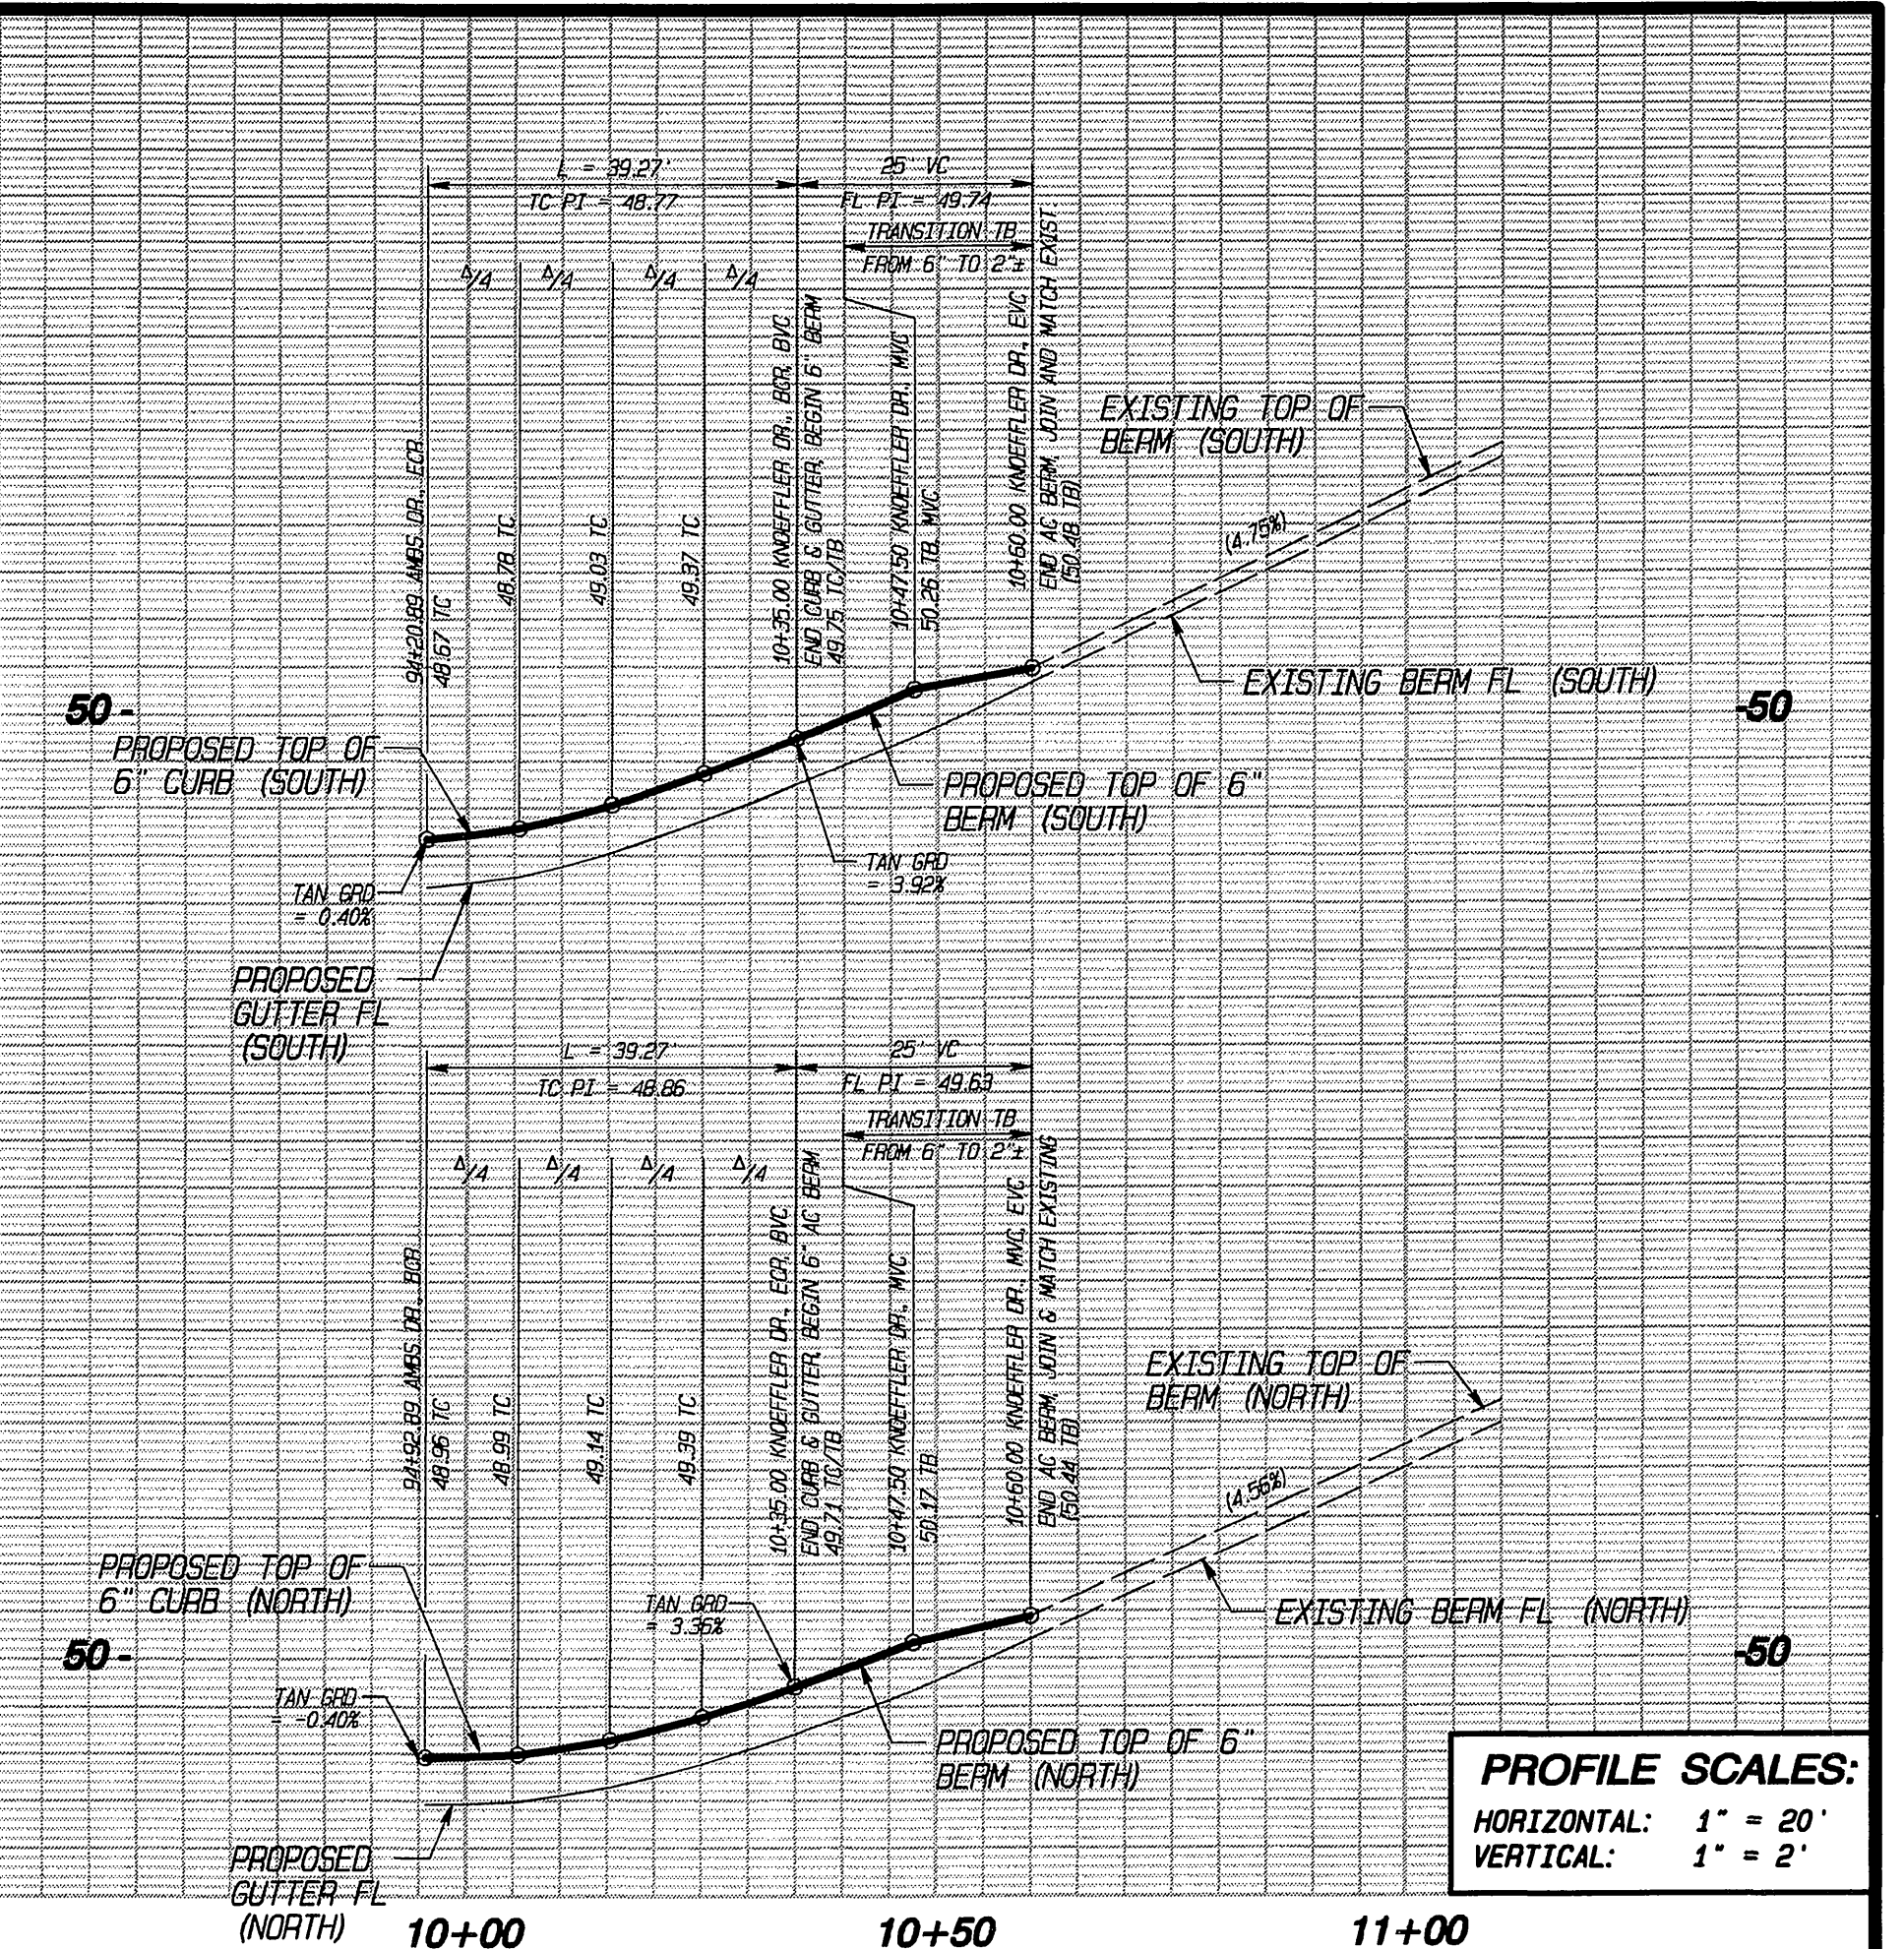 L = 39.27'
TC PI = 48.77
25' VC
FL PI = 49.74
TRANSITION TB
FROM 6" TO 2"±
Δ/4
Δ/4
Δ/4
Δ/4
94+20.89 AMBS. DR., ECR
48.67 TC
48.78 TC
49.03 TC
49.37 TC
10+35.00 KNOEFFLER DR., BCR, BVC
END CURB & GUTTER, BEGIN 6" BERM
49.75 TC/TB
10+47.50 KNOEFFLER DR., MVC
50.26 TB, MVC
10+60.00 KNOEFFLER DR., EVC
END AC BERM, JOIN AND MATCH EXIST.
(50.48 TB)
EXISTING TOP OF
BERM (SOUTH)
(4.75%)
EXISTING BERM FL (SOUTH)
50 -
-50
PROPOSED TOP OF
6" CURB (SOUTH)
PROPOSED TOP OF 6"
BERM (SOUTH)
TAN GRD
= 3.92%
TAN GRD
= 0.40%
PROPOSED
GUTTER FL
(SOUTH)
L = 39.27'
TC PI = 48.86
25' VC
FL PI = 49.63
TRANSITION TB
FROM 6" TO 2"±
Δ/4
Δ/4
Δ/4
Δ/4
94+92.89 AMBS. DR., BCR
48.96 TC
48.99 TC
49.14 TC
49.39 TC
10+35.00 KNOEFFLER DR., ECR, BVC
END CURB & GUTTER, BEGIN 6" AC BERM
49.71 TC/TB
10+47.50 KNOEFFLER DR., MVC
50.17 TB
10+60.00 KNOEFFLER DR., MVC, EVC
END AC BERM, JOIN & MATCH EXISTING
(50.44 TB)
EXISTING TOP OF
BERM (NORTH)
(4.56%)
EXISTING BERM FL (NORTH)
PROPOSED TOP OF
6" CURB (NORTH)
TAN GRD
= 3.36%
50 -
-50
TAN GRD
= -0.40%
PROPOSED TOP OF 6"
BERM (NORTH)
PROPOSED
GUTTER FL
(NORTH)
PROFILE SCALES:
HORIZONTAL: 1" = 20'
VERTICAL: 1" = 2'
10+00
10+50
11+00